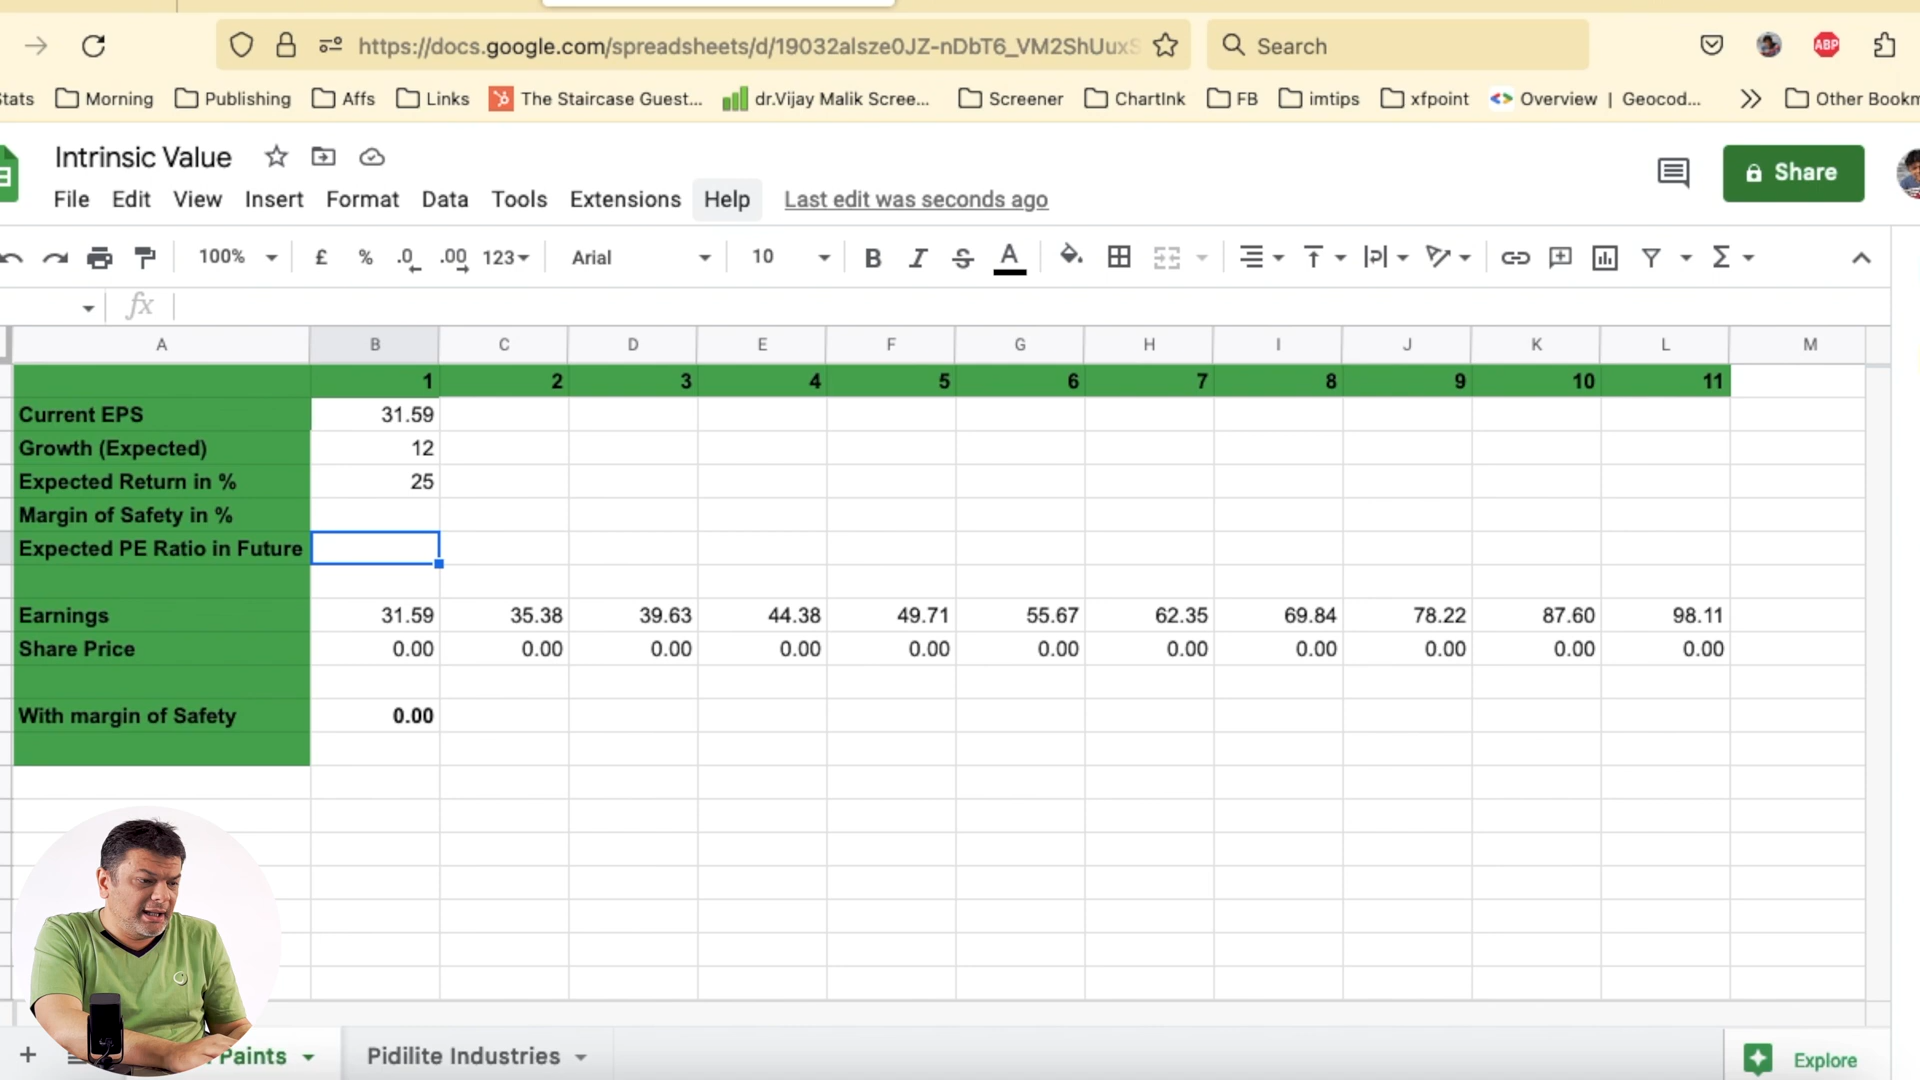 https://docs.google.com/spreadsheets/d/19032alsze0JZ-nDbT6_VM2ShUuxS
Search
ABP
Morning
Publishing
Affs
Links
The Staircase Guest...
dr.Vijay Malik Scree...
Screener
ChartInk
FB
imtips
xfpoint
Overview | Geocod...
Other Bookm
Intrinsic Value
Share
File Edit View Insert Format Data Tools Extensions Help Last edit was seconds ago
100% £ % .0 .00 123 Arial 10 B I S A Σ
fx
A B C D E F G H I J K L M
1 2 3 4 5 6 7 8 9 10 11
Current EPS 31.59
Growth (Expected) 12
Expected Return in % 25
Margin of Safety in %
Expected PE Ratio in Future
Earnings 31.59 35.38 39.63 44.38 49.71 55.67 62.35 69.84 78.22 87.60 98.11
Share Price 0.00 0.00 0.00 0.00 0.00 0.00 0.00 0.00 0.00 0.00 0.00
With margin of Safety 0.00
+ Paints Pidilite Industries Explore